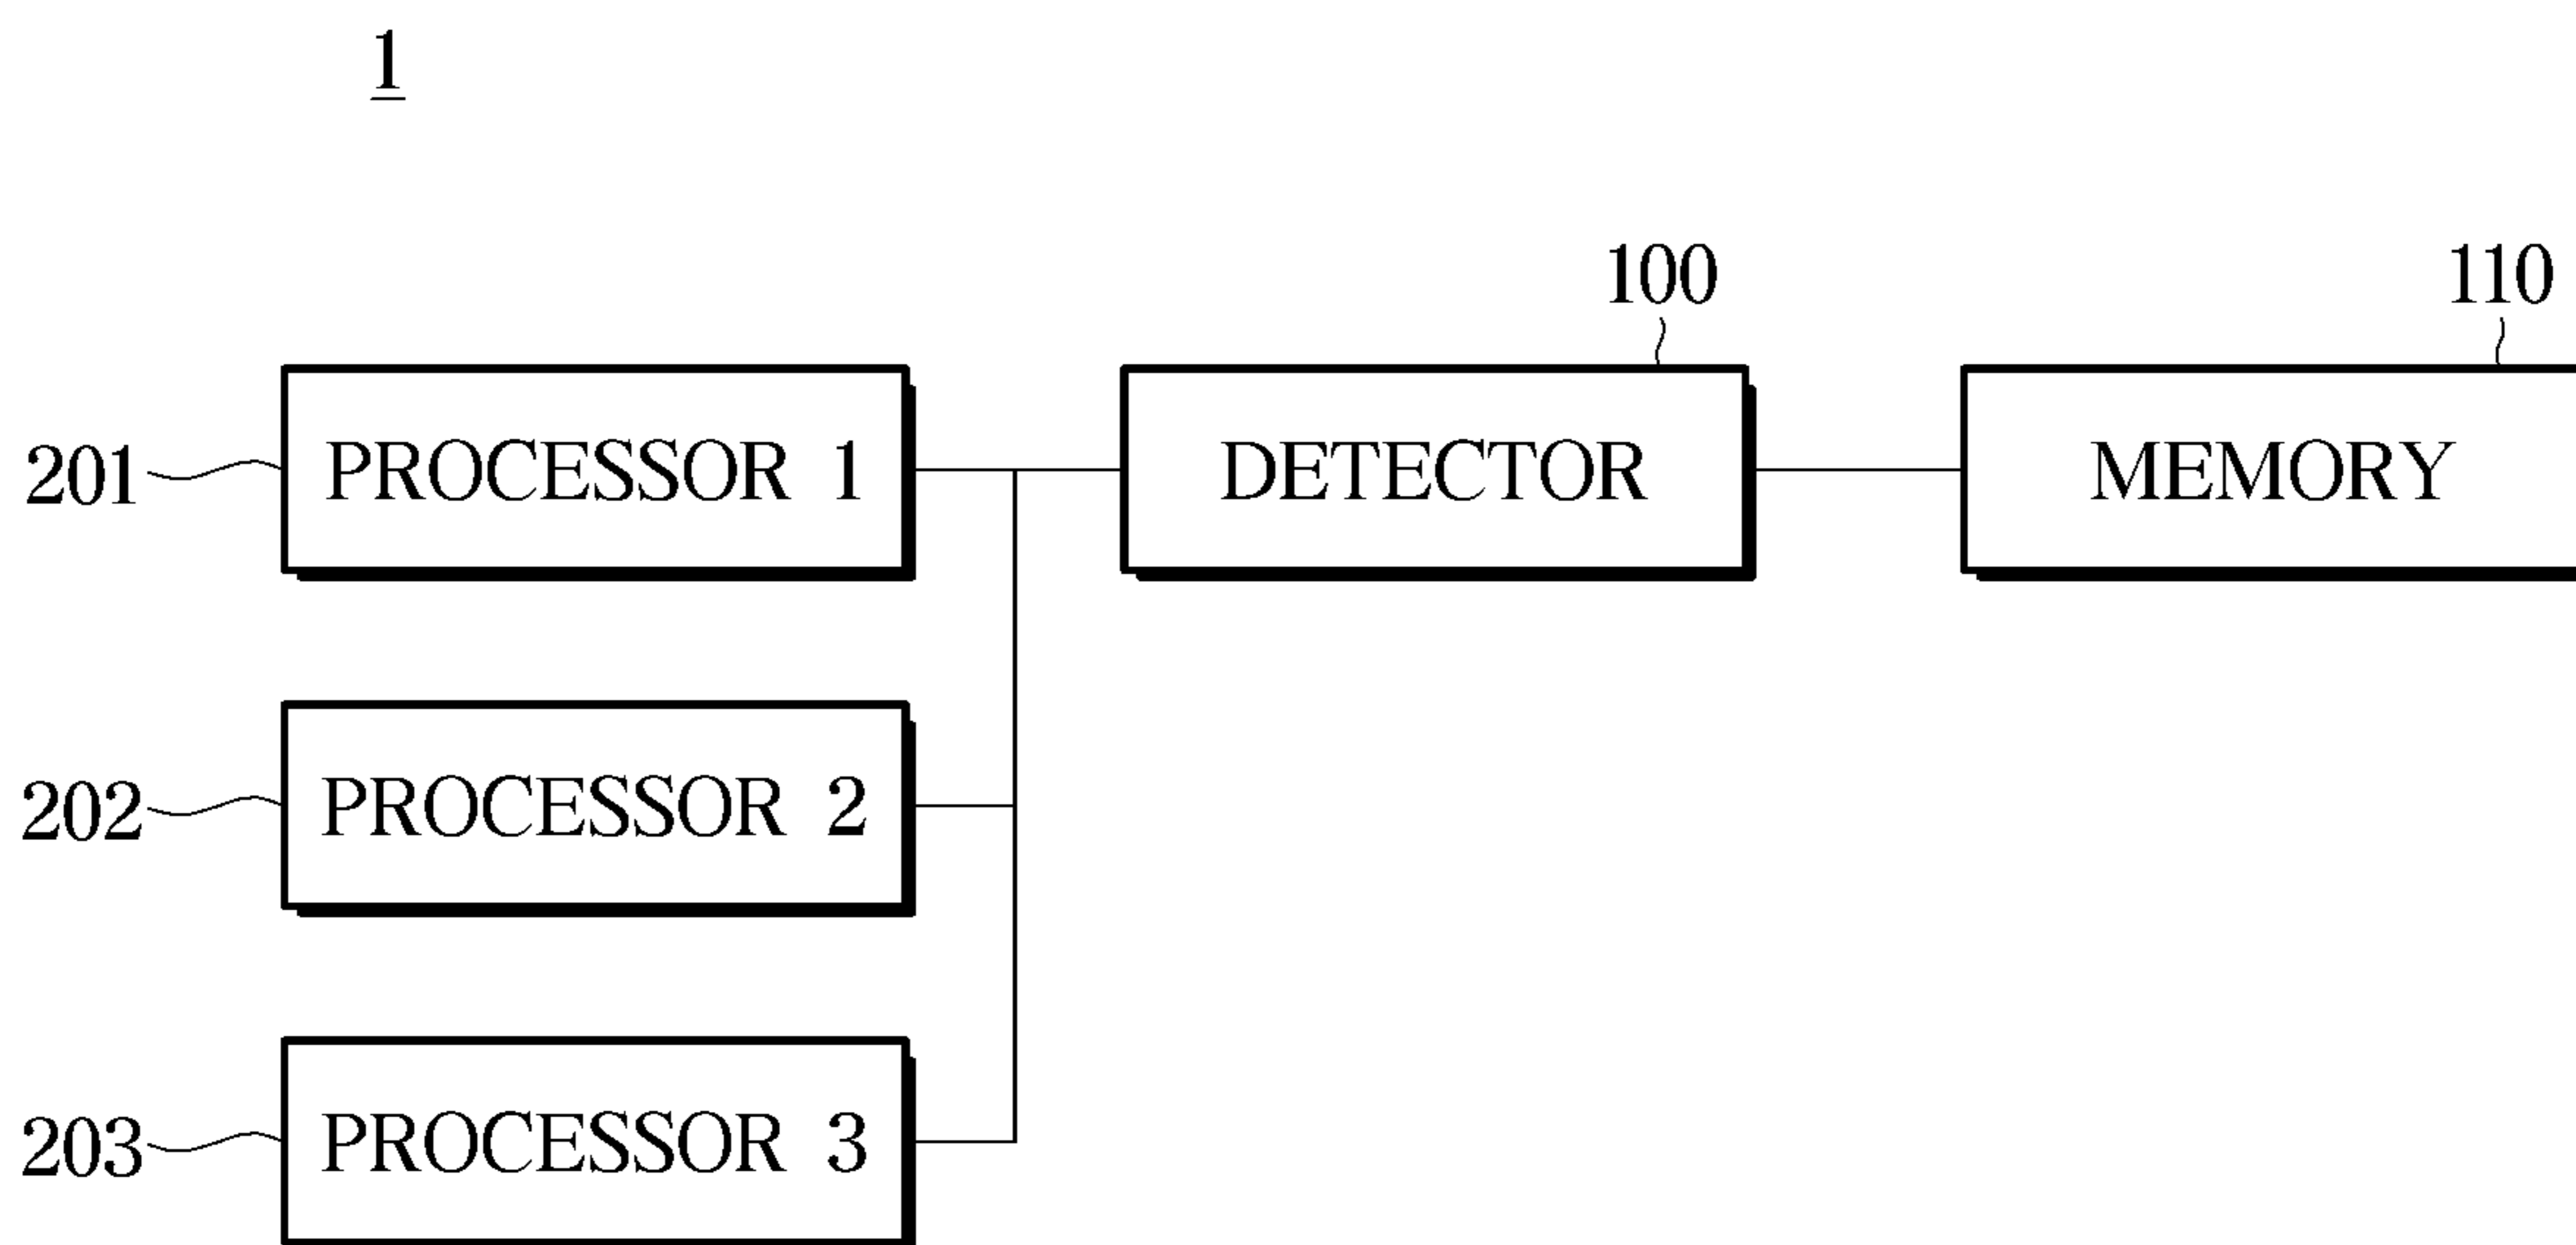 1
100
110
201
PROCESSOR 1
DETECTOR
MEMORY
202
PROCESSOR 2
203
PROCESSOR 3